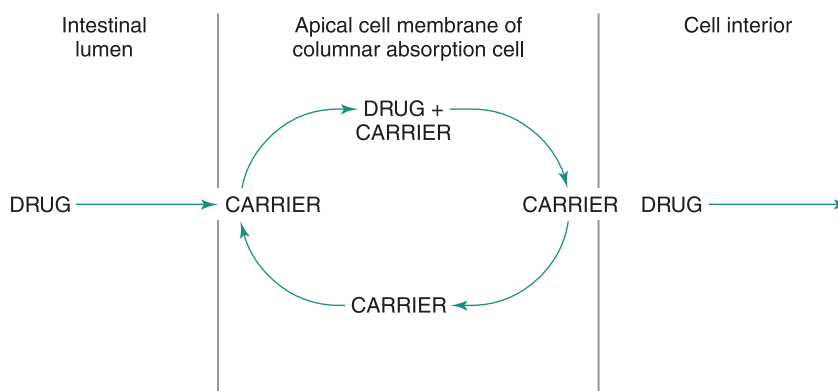 Intestinal
lumen
Apical cell membrane of
columnar absorption cell
Cell interior
DRUG +
CARRIER
DRUG
CARRIER
CARRIER
DRUG
CARRIER